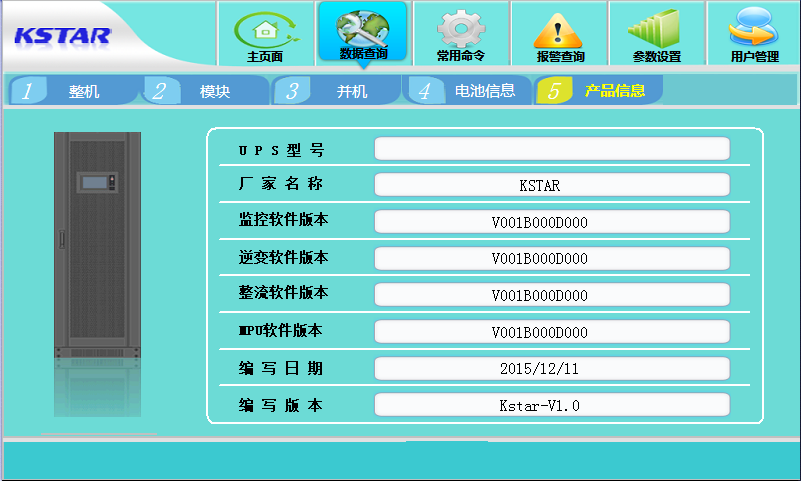 KSTAR
主页面
数据查询
常用命令
报警查询
参数设置
用户管理
1 整机
2 模块
3 并机
4 电池信息
5 产品信息
UPS型号
厂家名称 KSTAR
监控软件版本 V001B000D000
逆变软件版本 V001B000D000
整流软件版本 V001B000D000
MPU软件版本 V001B000D000
编写日期 2015/12/11
编写版本 Kstar-V1.0